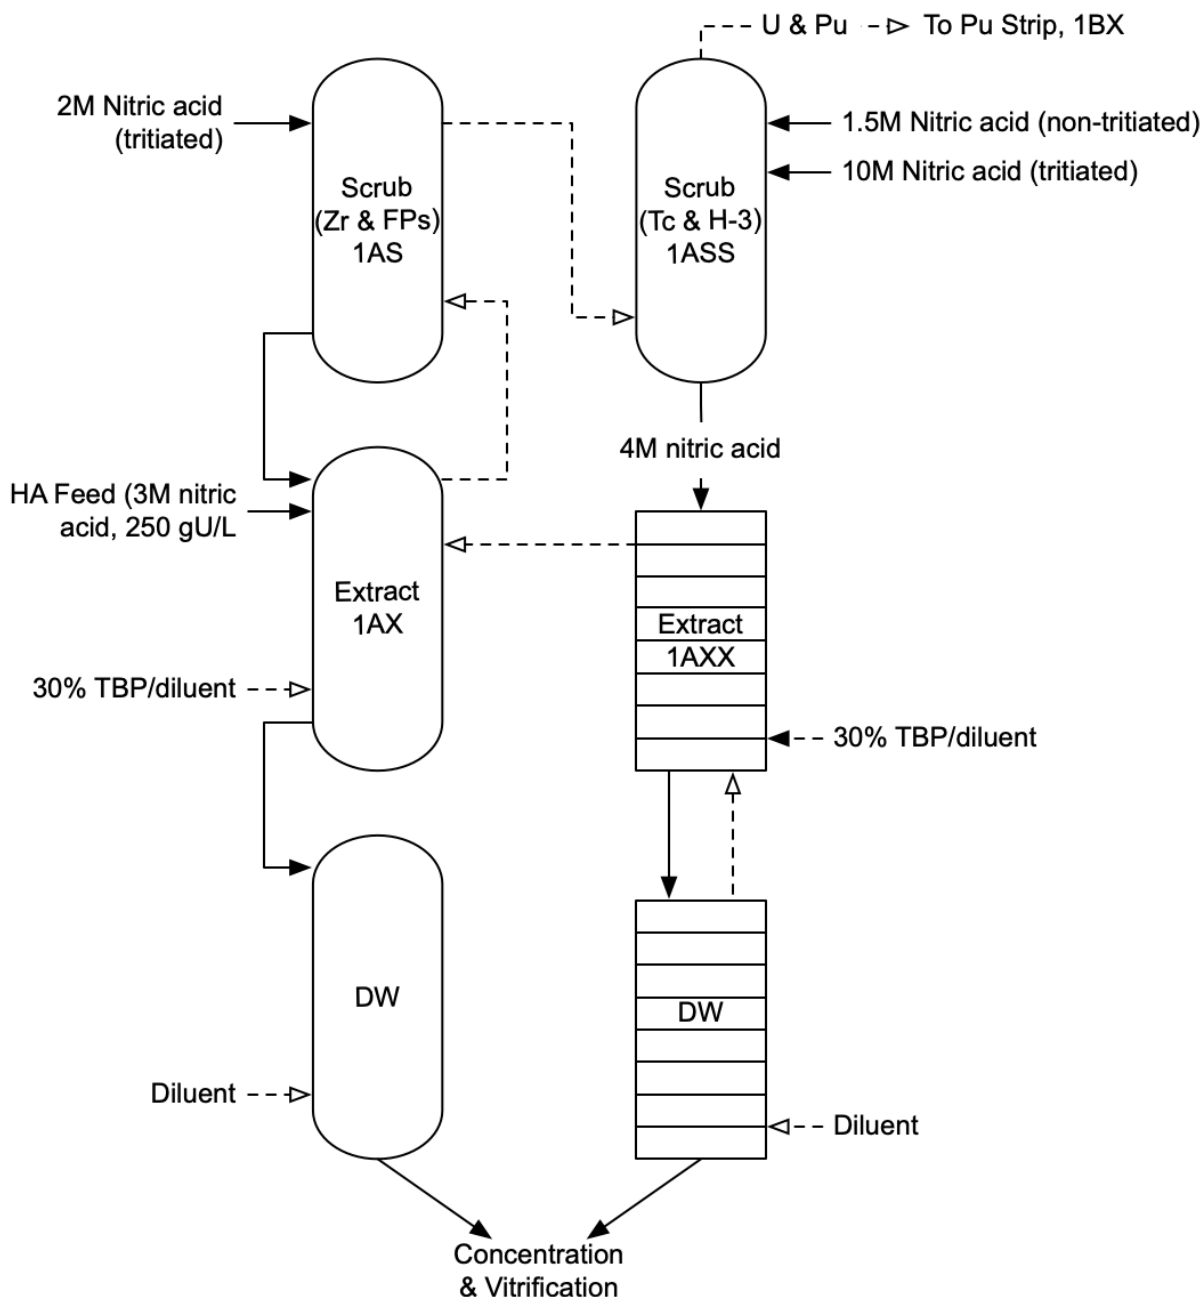 U & Pu
To Pu Strip, 1BX
2M Nitric acid
(tritiated)
1.5M Nitric acid (non-tritiated)
10M Nitric acid (tritiated)
Scrub
(Zr & FPs)
1AS
Scrub
(Tc & H-3)
1ASS
4M nitric acid
HA Feed (3M nitric
acid, 250 gU/L
Extract
1AX
Extract
1AXX
30% TBP/diluent
30% TBP/diluent
DW
DW
Diluent
Diluent
Concentration
& Vitrification